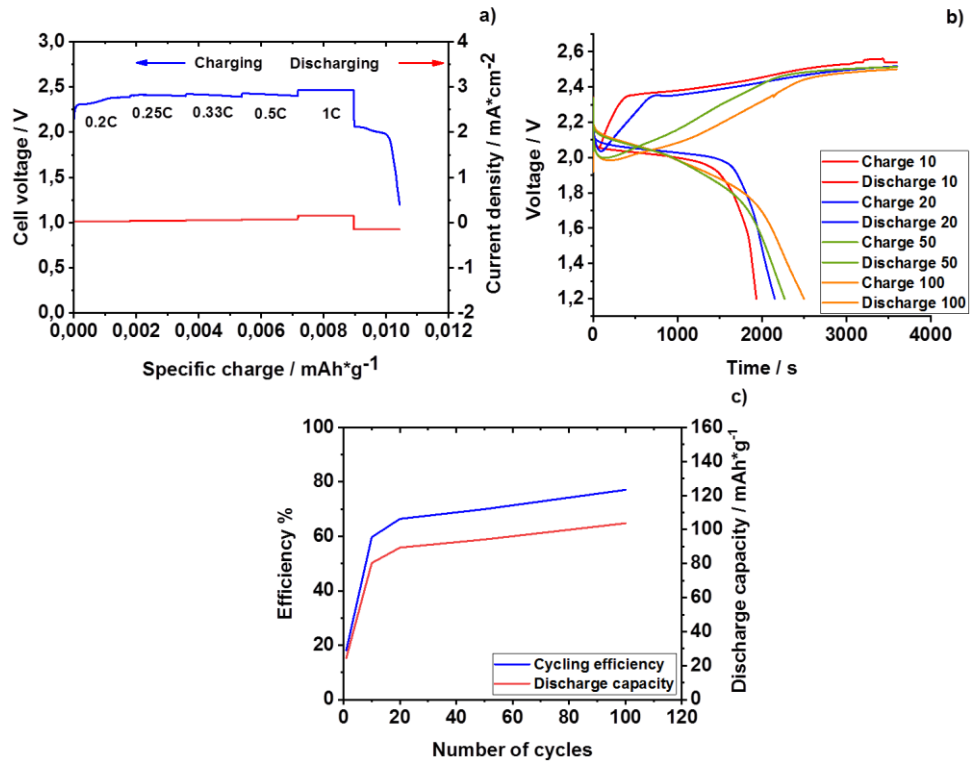 a)
3,0
2,5
2,0
1,5
1,0
0,5
0,0
Cell voltage / V
Charging
Discharging
0.2C
0.25C
0.33C
0.5C
1C
4
3
2
1
0
-1
-2
Current density / mA*cm-2
0,000
0,002
0,004
0,006
0,008
0,010
0,012
Specific charge / mAh*g-1
b)
2,6
2,4
2,2
2,0
1,8
1,6
1,4
1,2
Voltage / V
Charge 10
Discharge 10
Charge 20
Discharge 20
Charge 50
Discharge 50
Charge 100
Discharge 100
0
1000
2000
3000
4000
Time / s
c)
100
80
60
40
20
0
Efficiency %
Cycling efficiency
Discharge capacity
160
140
120
100
80
60
40
20
0
Discharge capacity / mAh*g-1
0
20
40
60
80
100
120
Number of cycles